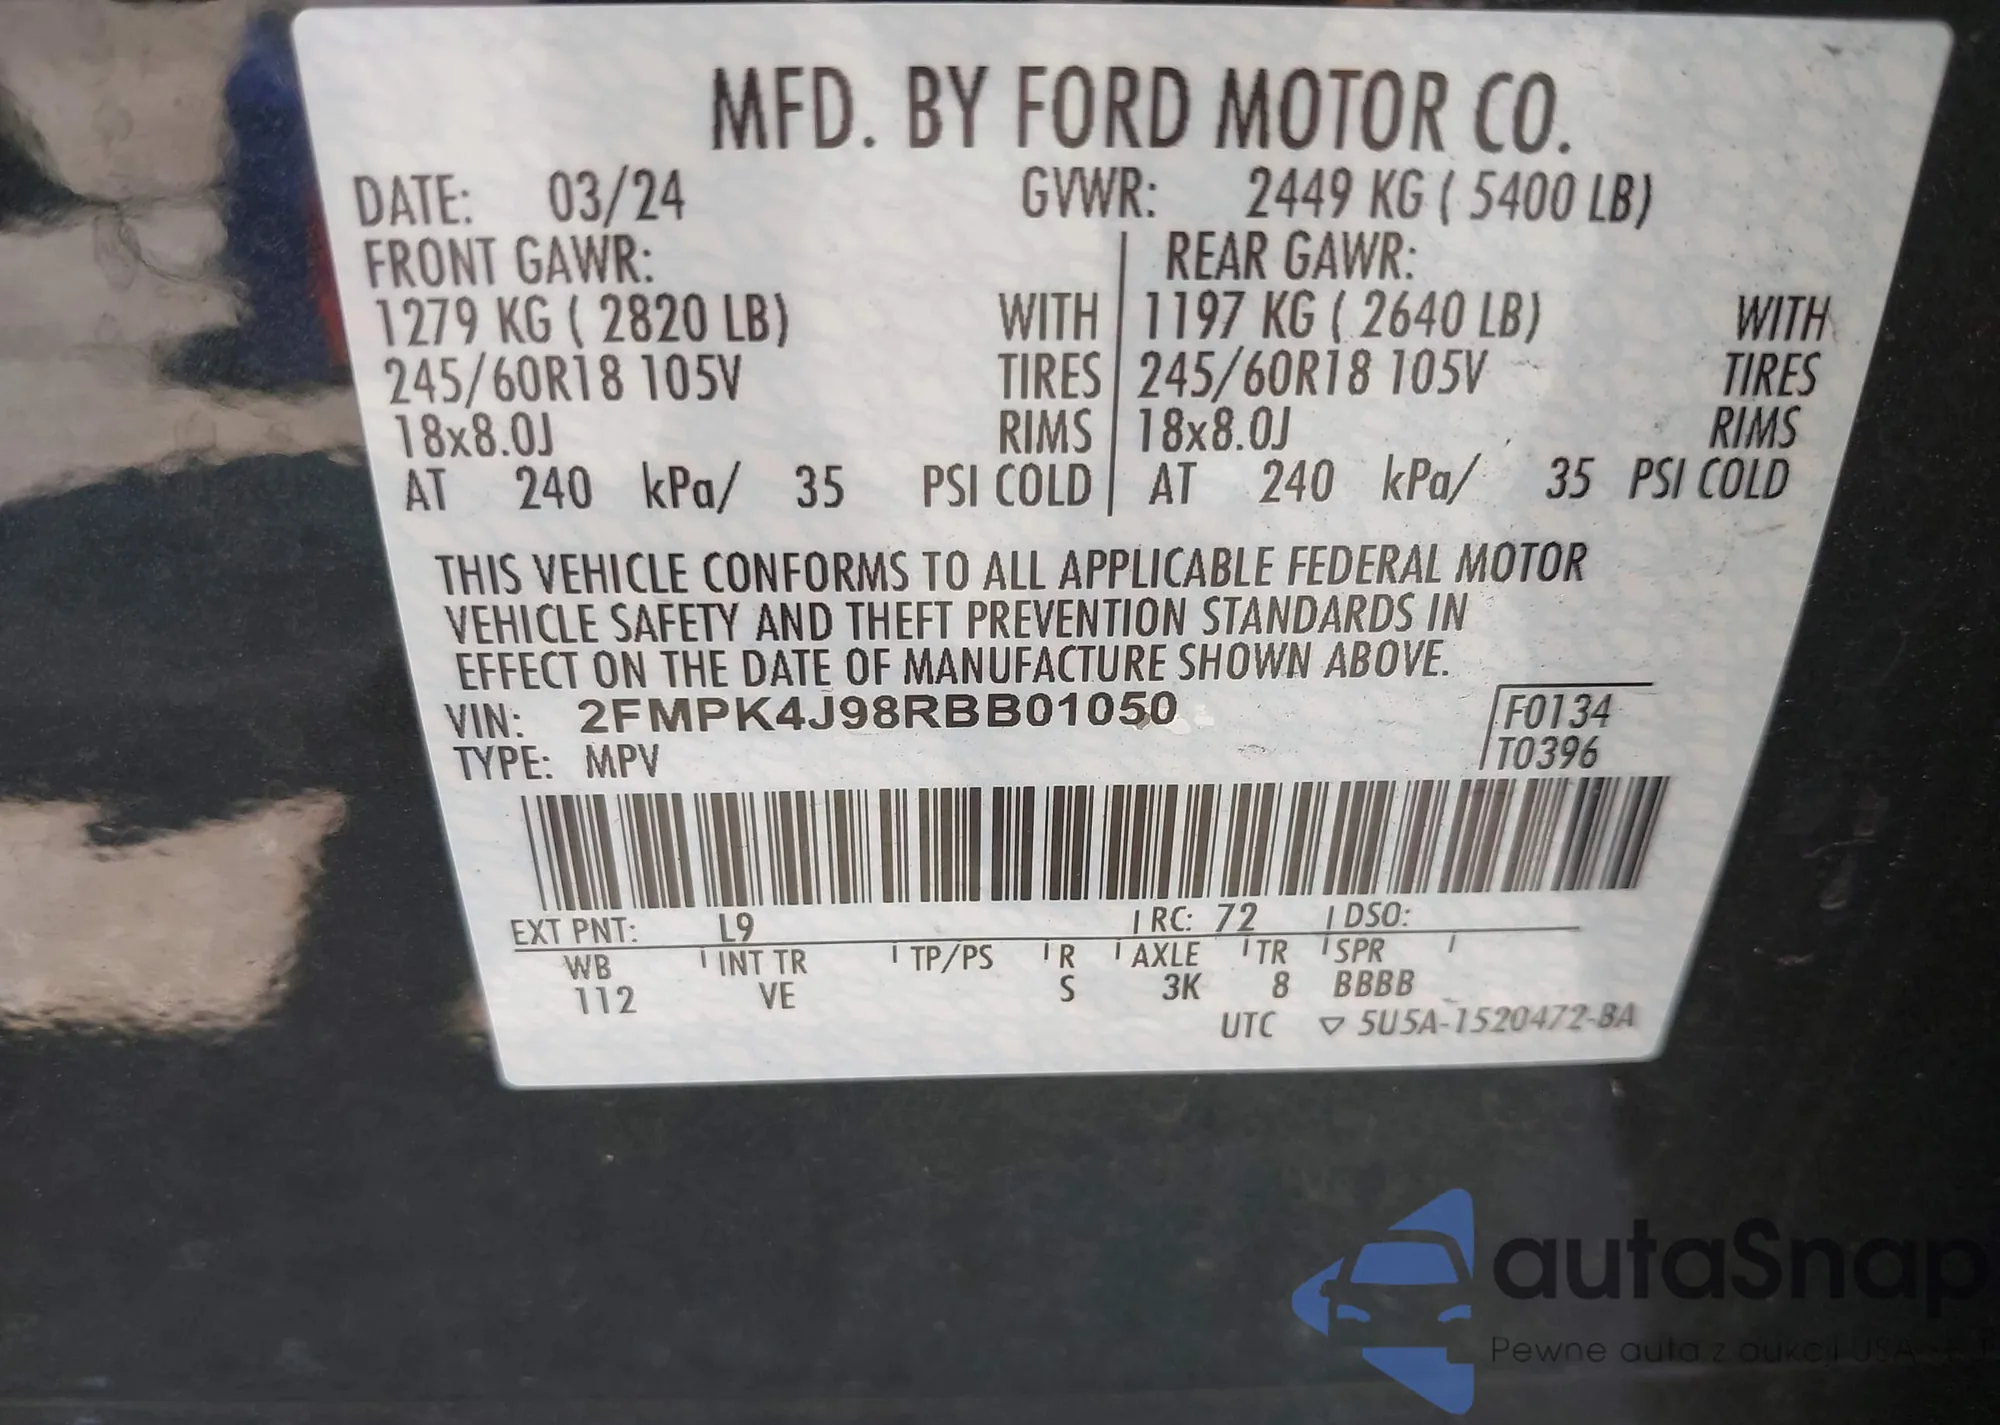 MFD. BY FORD MOTOR CO.
DATE: 03/24 GVWR: 2449 KG ( 5400 LB)
FRONT GAWR: REAR GAWR:
1279 KG ( 2820 LB) WITH 1197 KG ( 2640 LB) WITH
245/60R18 105V TIRES 245/60R18 105V TIRES
18x8.0J RIMS 18x8.0J RIMS
AT 240 kPa/ 35 PSI COLD AT 240 kPa/ 35 PSI COLD
THIS VEHICLE CONFORMS TO ALL APPLICABLE FEDERAL MOTOR
VEHICLE SAFETY AND THEFT PREVENTION STANDARDS IN
EFFECT ON THE DATE OF MANUFACTURE SHOWN ABOVE.
VIN: 2FMPK4J98RBB01050 F0134
TYPE: MPV T0396
EXT PNT: L9 RC: 72 DSO:
WB INT TR TP/PS R AXLE TR SPR
112 VE S 3K 8 BBBB
UTC ▽ 5U5A-1520472-BA
autaSnap
Pewne auta z aukcji USA